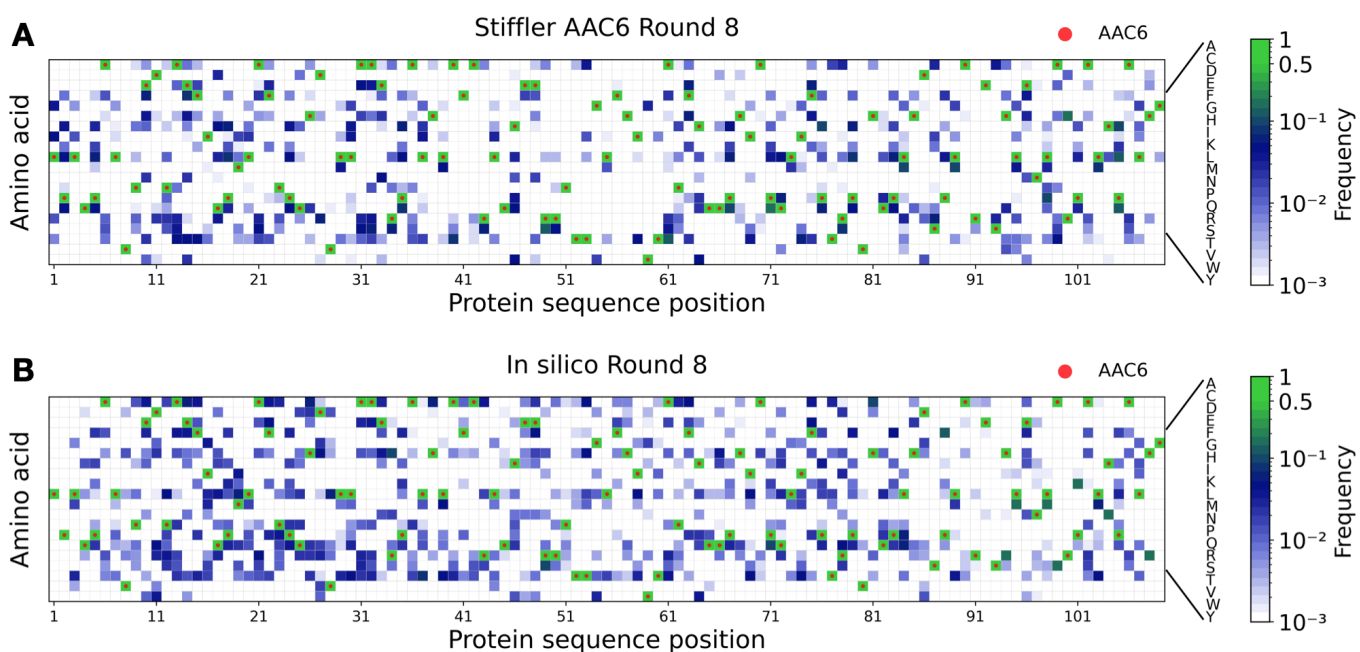 A
Stiffler AAC6 Round 8
AAC6
Amino acid
A
C
D
E
F
G
H
I
K
L
M
N
P
Q
R
S
T
V
W
Y
1
0.5
10⁻¹
10⁻²
10⁻³
Frequency
1 11 21 31 41 51 61 71 81 91 101
Protein sequence position
B
In silico Round 8
AAC6
Amino acid
A
C
D
E
F
G
H
I
K
L
M
N
P
Q
R
S
T
V
W
Y
1
0.5
10⁻¹
10⁻²
10⁻³
Frequency
1 11 21 31 41 51 61 71 81 91 101
Protein sequence position